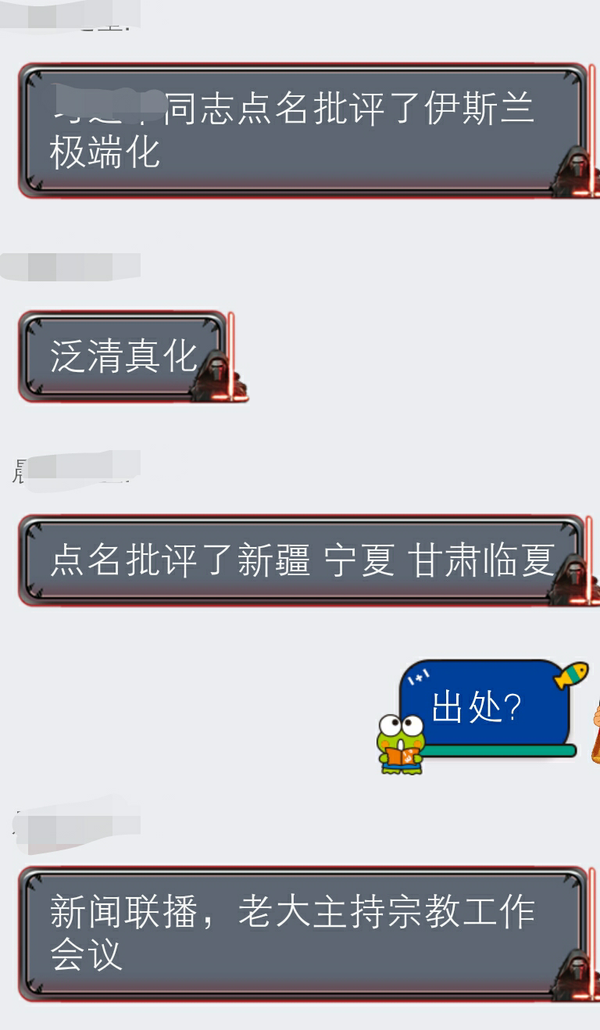 同志点名批评了伊斯兰
极端化
泛清真化
点名批评了新疆 宁夏 甘肃临夏
1+1
出处?
新闻联播，老大主持宗教工作
会议